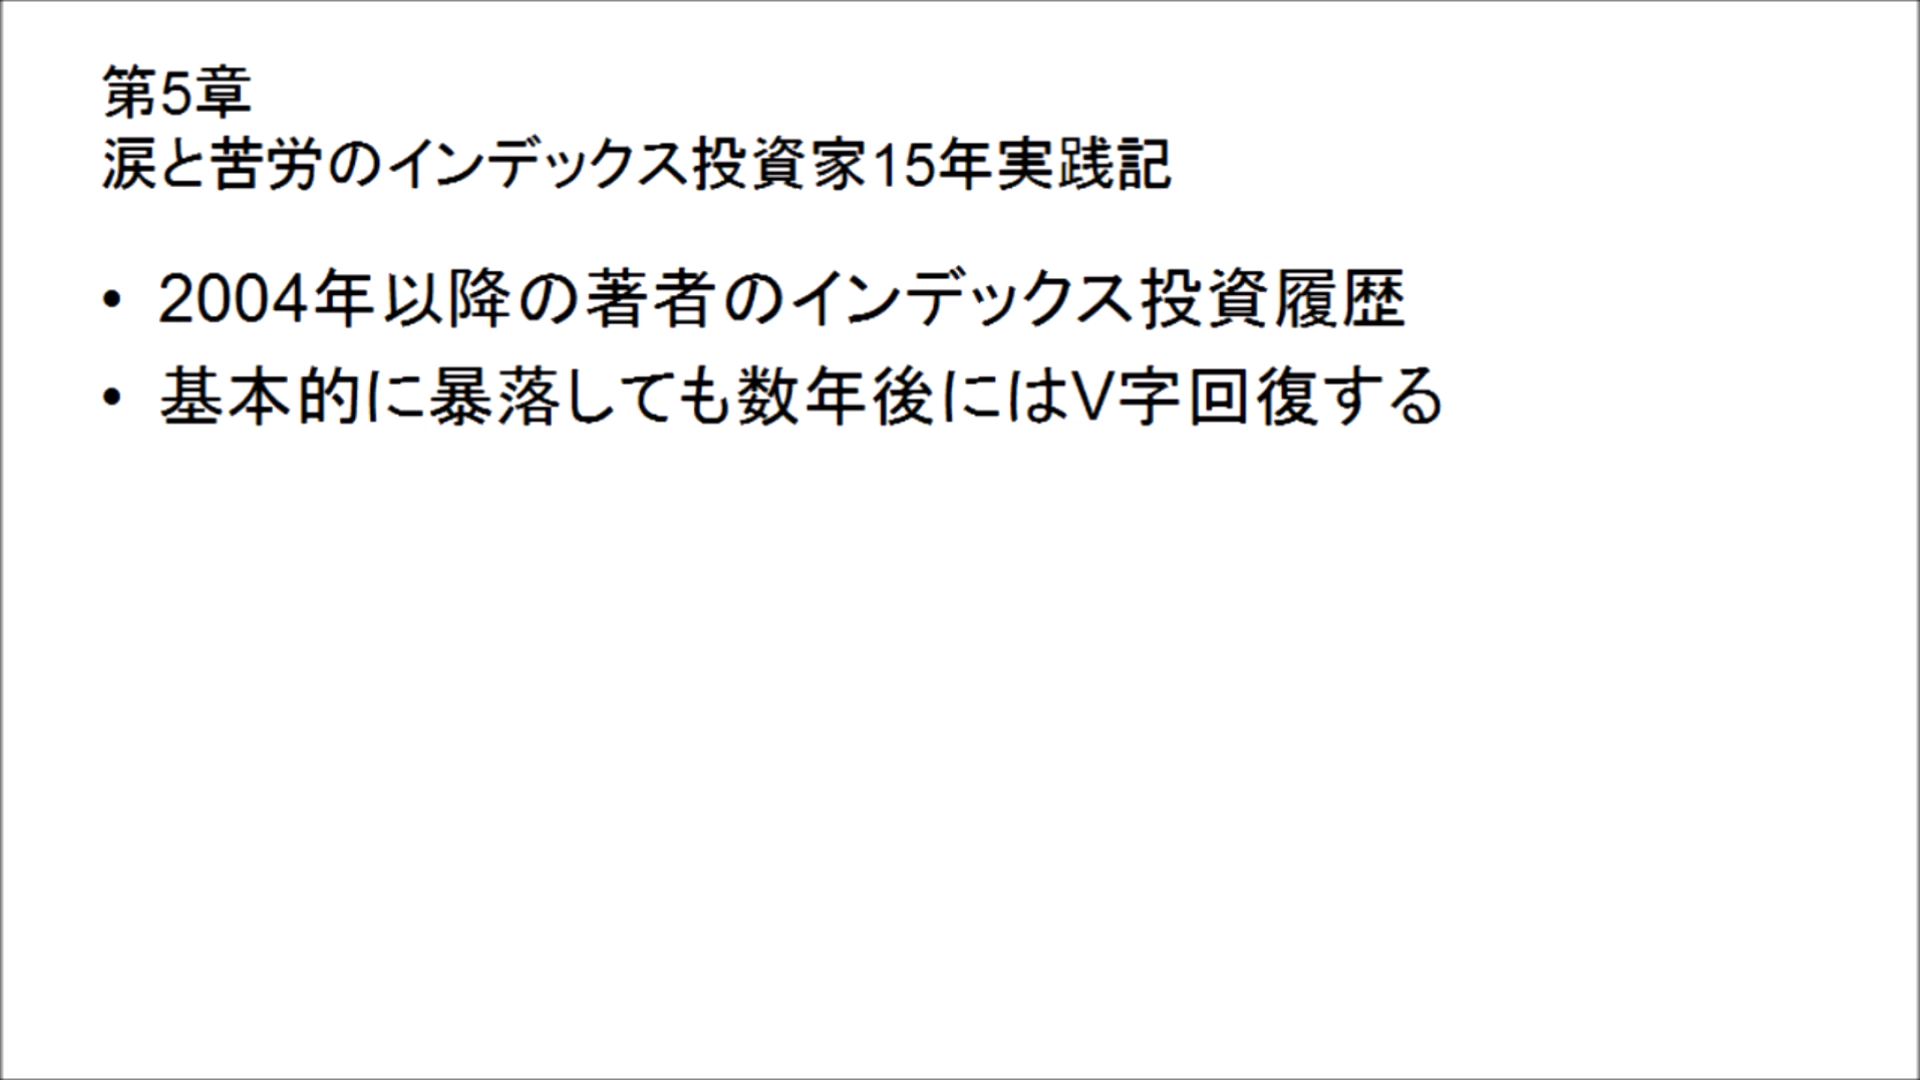 第5章
涙と苦労のインデックス投資家15年実践記
• 2004年以降の著者のインデックス投資履歴
• 基本的に暴落しても数年後にはV字回復する